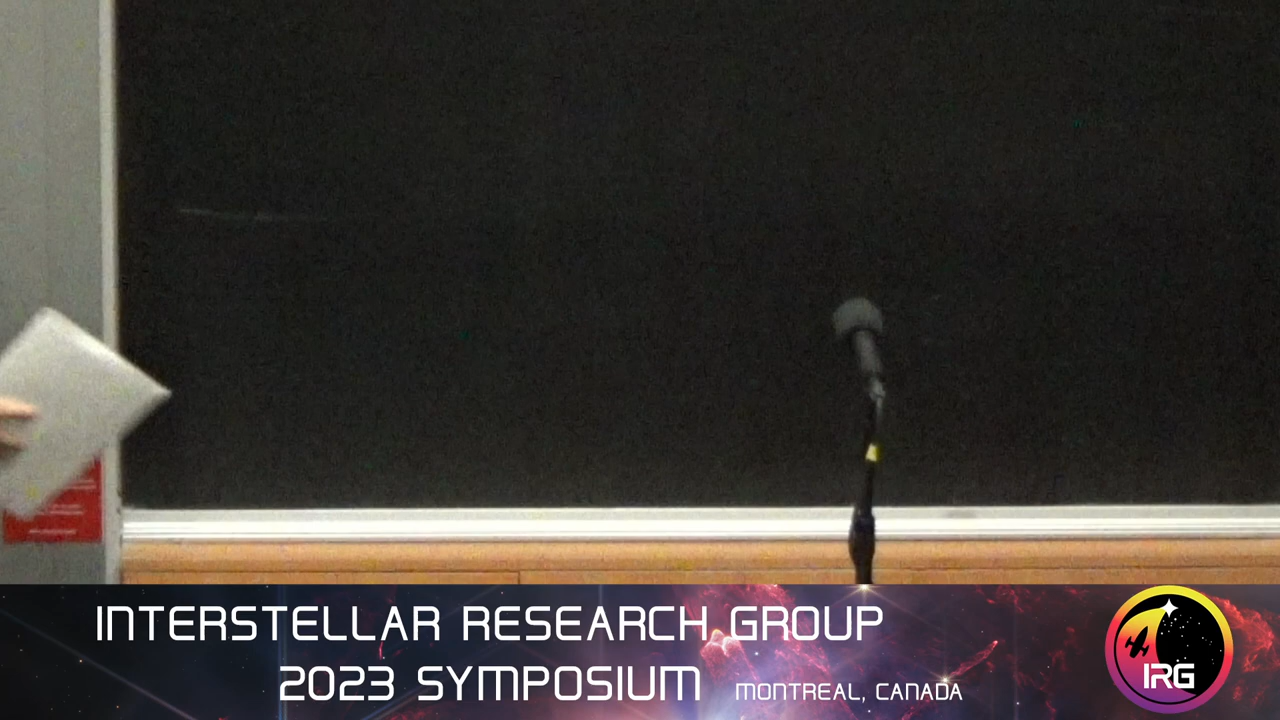 INTERSTELLAR RESEARCH GROUP
2023 SYMPOSIUM MONTREAL, CANADA
IRG